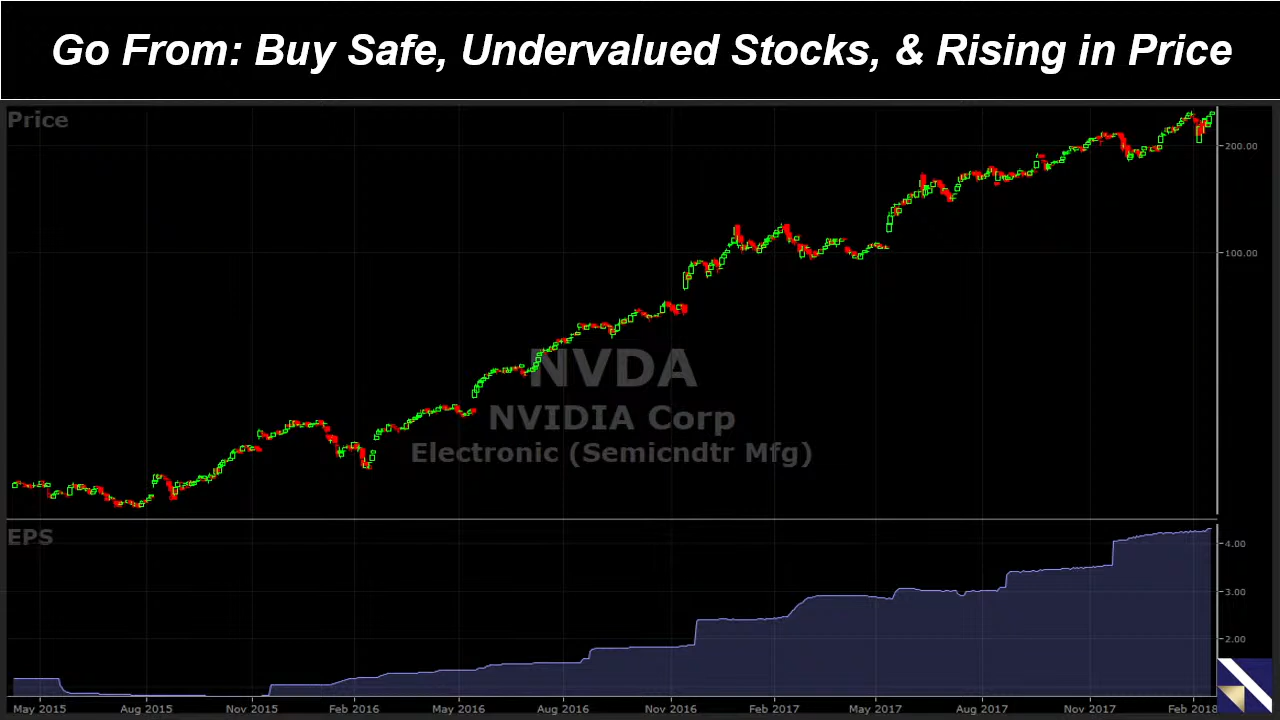 Go From: Buy Safe, Undervalued Stocks, & Rising in Price
Price
200.00
100.00
NVDA
NVIDIA Corp
Electronic (Semicndtr Mfg)
EPS
4.00
3.00
2.00
May 2015 Aug 2015 Nov 2015 Feb 2016 May 2016 Aug 2016 Nov 2016 Feb 2017 May 2017 Aug 2017 Nov 2017 Feb 2018